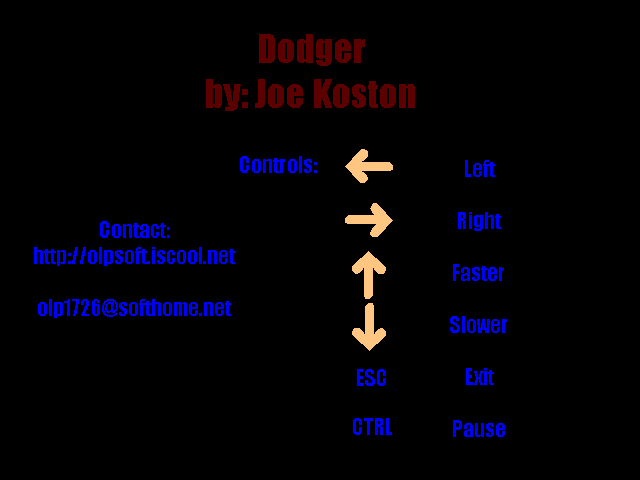 Dodger
by: Joe Koston
Controls:
Left
Right
Faster
Slower
ESC Exit
CTRL Pause
Contact:
http://olpsoft.iscool.net
olp1726@softhome.net